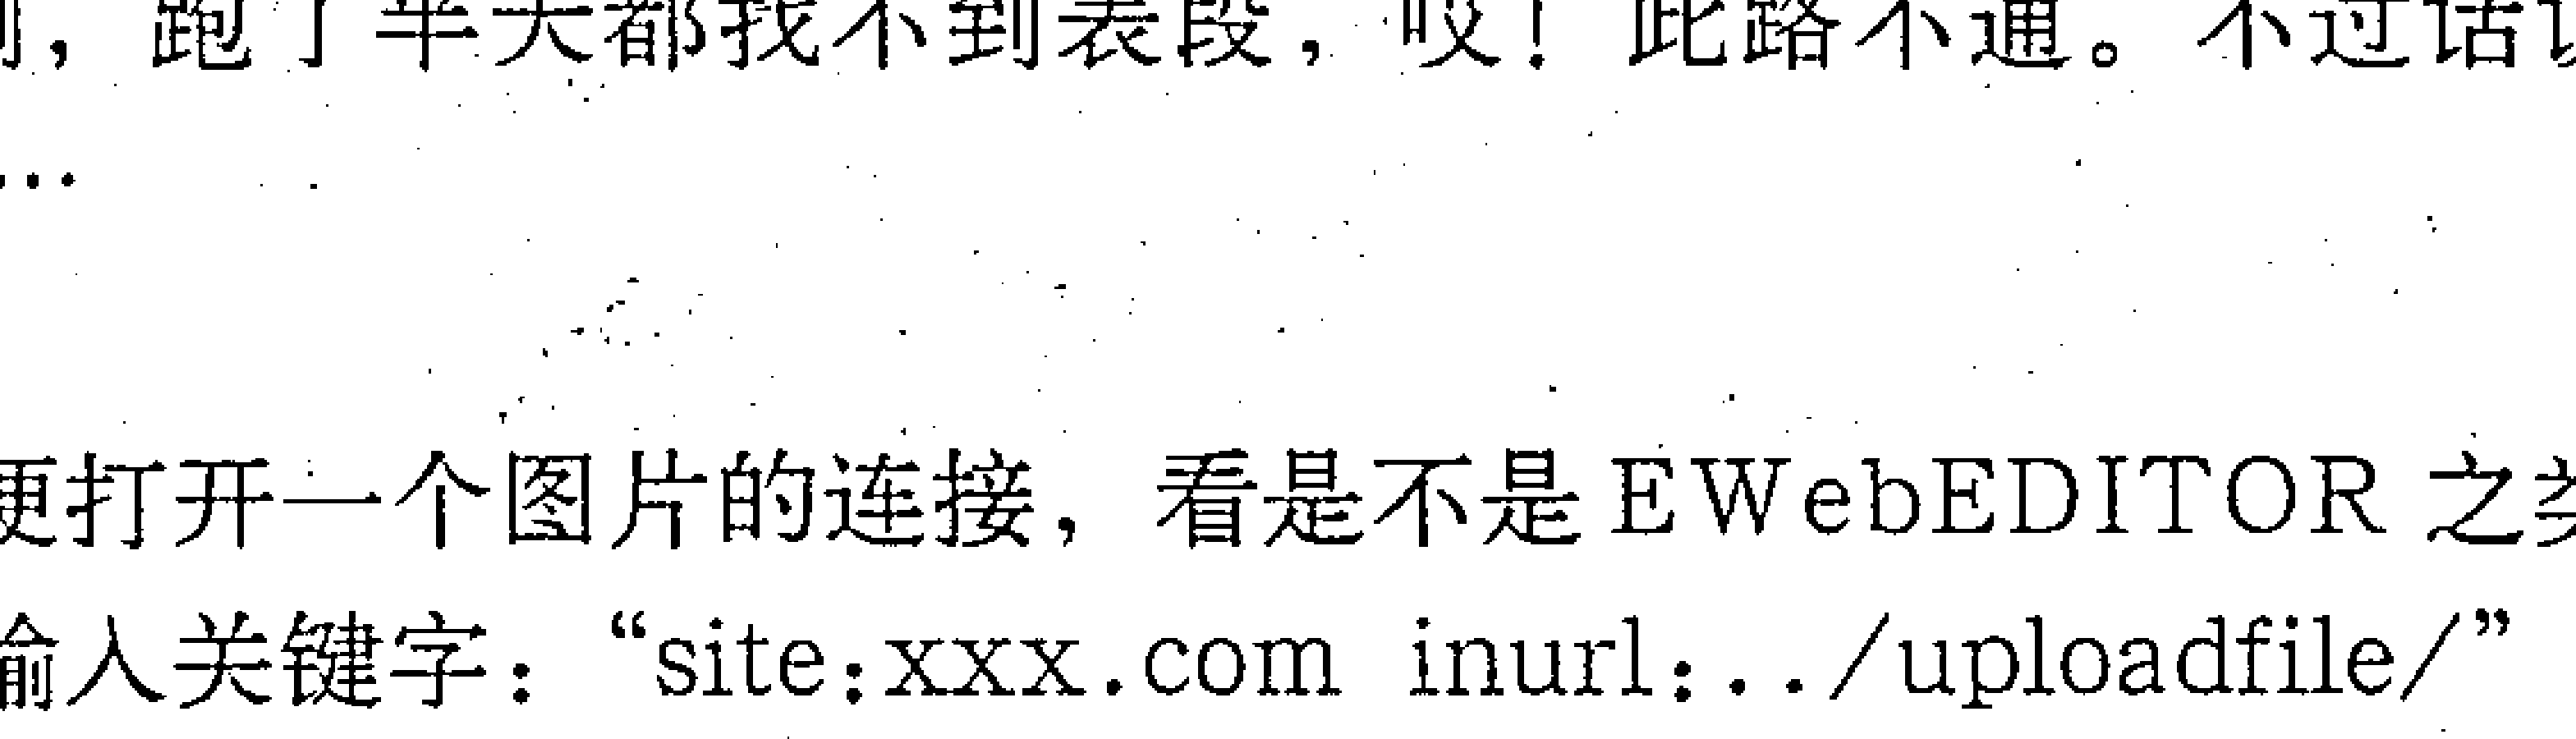 ，跑了半天都找不到表段，哎！此路不通。不过话
…
更打开一个图片的连接，看是不是EWebEDITOR 之类
输入关键字：“site:xxx.com inurl:../uploadfile/”